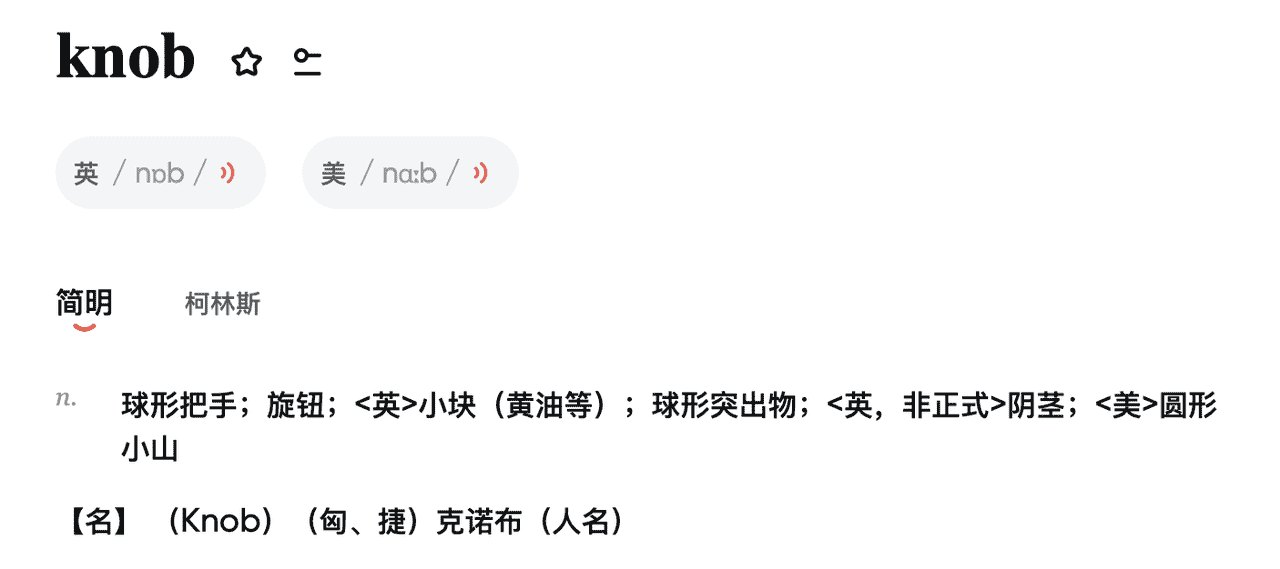 knob
英 / nɒb /
美 / nɑːb /
简明 柯林斯
n. 球形把手；旋钮；<英>小块（黄油等）；球形突出物；<英，非正式>阴茎；<美>圆形
小山
【名】（Knob）（匈、捷）克诺布（人名）